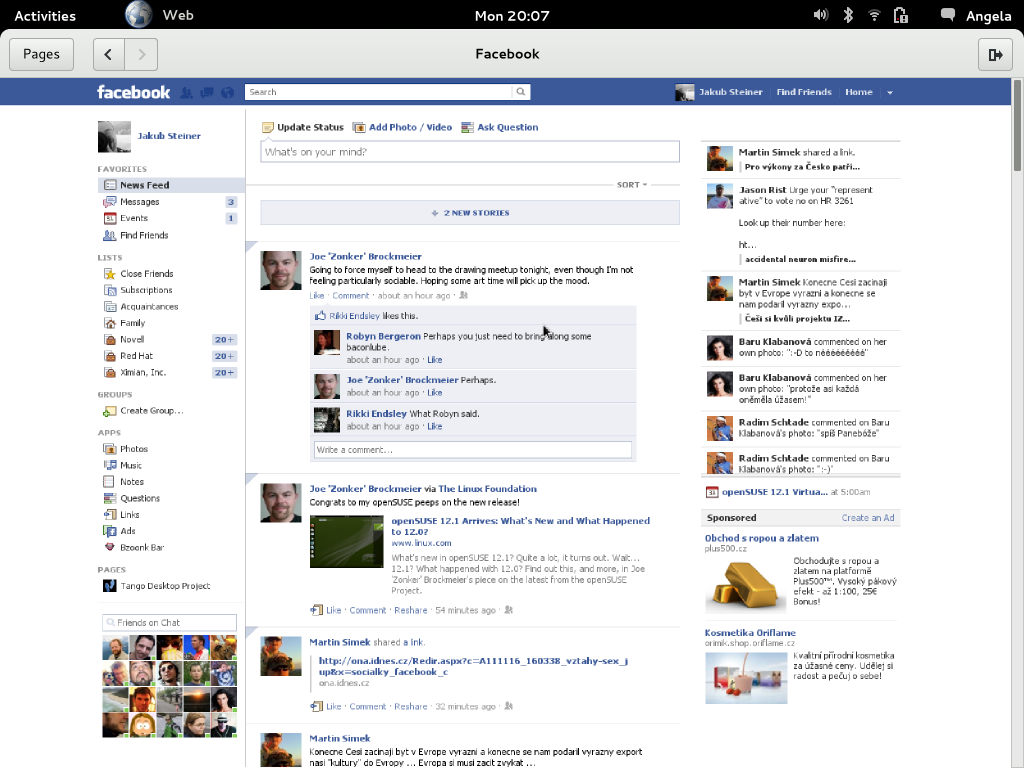 Activities
Web
Mon 20:07
Angela
Pages
Facebook
facebook
Search
Jakub Steiner
Find Friends
Home
Jakub Steiner
FAVORITES
News Feed
Messages 3
Events 1
Find Friends
LISTS
Close Friends
Subscriptions
Acquaintances
Family
Novell 20+
Red Hat 20+
Ximian, Inc. 20+
GROUPS
Create Group...
APPS
Photos
Music
Notes
Questions
Links
Ads
Bzoonk Bar
PAGES
Tango Desktop Project
Friends on Chat
Update Status Add Photo / Video Ask Question
What's on your mind?
SORT
2 NEW STORIES
Joe 'Zonker' Brockmeier
Going to force myself to head to the drawing meetup tonight, even though I'm not
feeling particularly sociable. Hoping some art time will pick up the mood.
Like · Comment · about an hour ago ·
Rikki Endsley likes this.
Robyn Bergeron Perhaps you just need to bring along some
baconlube.
about an hour ago · Like
Joe 'Zonker' Brockmeier Perhaps.
about an hour ago · Like
Rikki Endsley What Robyn said.
about an hour ago · Like
Write a comment...
Joe 'Zonker' Brockmeier via The Linux Foundation
Congrats to my openSUSE peeps on the new release!
openSUSE 12.1 Arrives: What's New and What Happened
to 12.0?
www.linux.com
What's new in openSUSE 12.1? Quite a lot, it turns out. Wait...
12.1? What happened with 12.0? Find out this, and more, in Joe
'Zonker' Brockmeier's piece on the latest from the openSUSE
Project.
Like · Comment · Reshare · 54 minutes ago ·
Martin Simek shared a link.
http://ona.idnes.cz/Redir.aspx?c=A111116_160338_vztahy-sex_j
up&x=socialky_facebook_c
ona.idnes.cz
Like · Comment · Reshare · 32 minutes ago ·
Martin Simek
Konecne Cesi zacinaji byt v Evrope vyrazni a konecne se nam podaril vyrazny export
nasi "kultury" do Evropy ... Evropa si musi zacit zvykat ...
Martin Simek shared a link.
Pro výkony za Česko patří...
Jason Rist Urge your "represent
ative" to vote no on HR 3261
Look up their number here:
ht...
accidental neuron misfire...
Martin Simek Konecne Cesi zacinaji
byt v Evrope vyrazni a konecne se
nam podaril vyrazny expo...
Češi si kvůli projektu IZ...
Baru Klabanová commented on her
own photo: ":-D to nééééééééé"
Baru Klabanová commented on her
own photo: "protože asi každá
oněměla úžasem!"
Radim Schtade commented on Baru
Klabanová's photo: "spíš Panebóže"
Radim Schtade commented on Baru
Klabanová's photo: ":-)"
openSUSE 12.1 Virtua... at 5:00am
Sponsored Create an Ad
Obchod s ropou a zlatem
plus500.cz
Obchodujte s ropou a
zlatem na platformě
Plus500™. Vysoký pákový
efekt - až 1:100, 25€
Bonus!
Kosmetika Oriflame
orimik.shop.oriflame.cz
Kvalitní přírodní kosmetika
za úžasné ceny. Udělej si
radost a pečuj o sebe!